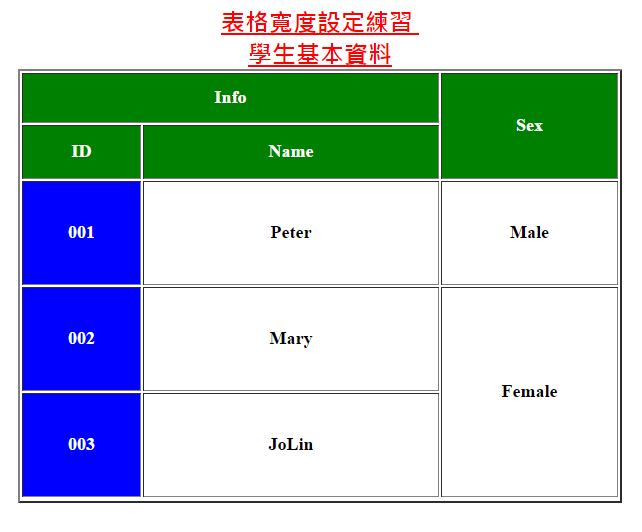 表格寬度設定練習
學生基本資料
Info
Sex
ID
Name
001
Peter
Male
002
Mary
Female
003
JoLin